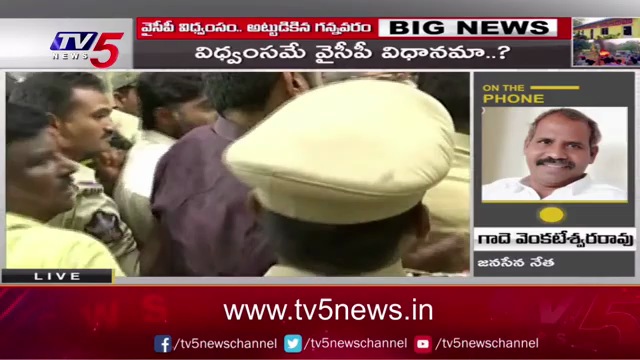 TV5
NEWS
వైసీపీ విధ్వంసం.. అట్టుడికిన గన్నవరం
BIG NEWS
విధ్వంసమే వైసీపీ విధానమా..?
ON THE
PHONE
గాదె వెంకటేశ్వరరావు
జనసేన నేత
LIVE
www.tv5news.in
/tv5newschannel
/tv5newschannel
/tv5newschannel